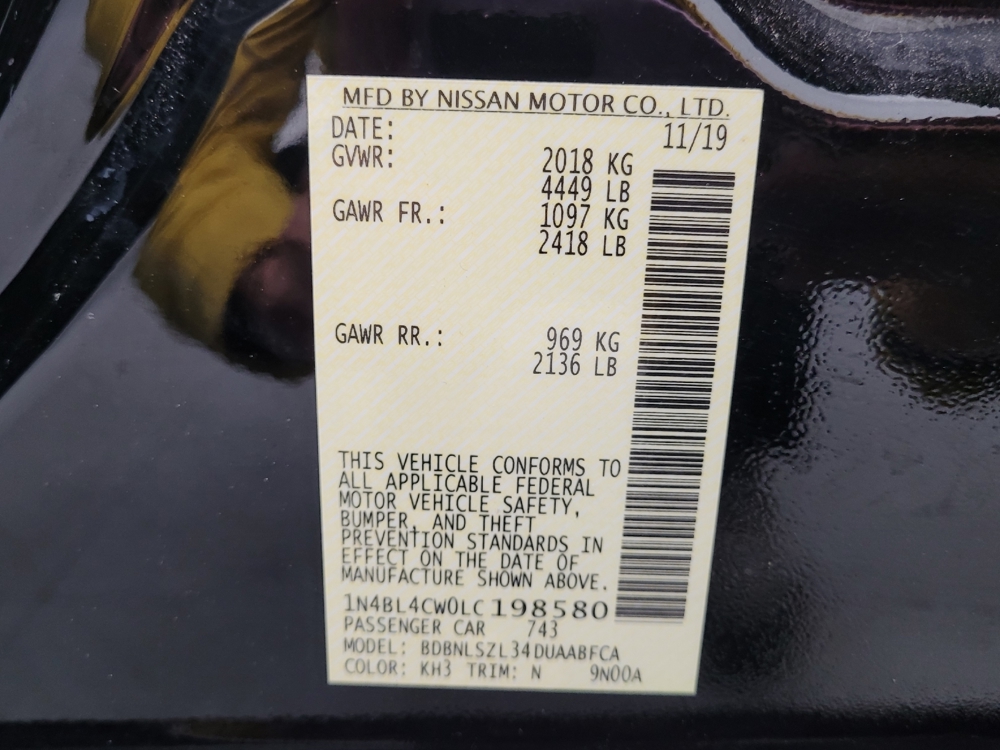 MFD BY NISSAN MOTOR CO., LTD.
DATE: 11/19
GVWR: 2018 KG
4449 LB
GAWR FR.: 1097 KG
2418 LB
GAWR RR.: 969 KG
2136 LB
THIS VEHICLE CONFORMS TO
ALL APPLICABLE FEDERAL
MOTOR VEHICLE SAFETY,
BUMPER, AND THEFT
PREVENTION STANDARDS IN
EFFECT ON THE DATE OF
MANUFACTURE SHOWN ABOVE.
1N4BL4CW0LC198580
PASSENGER CAR 743
MODEL: BDBNLSZL34DUAABFCA
COLOR: KH3 TRIM: N 9N00A